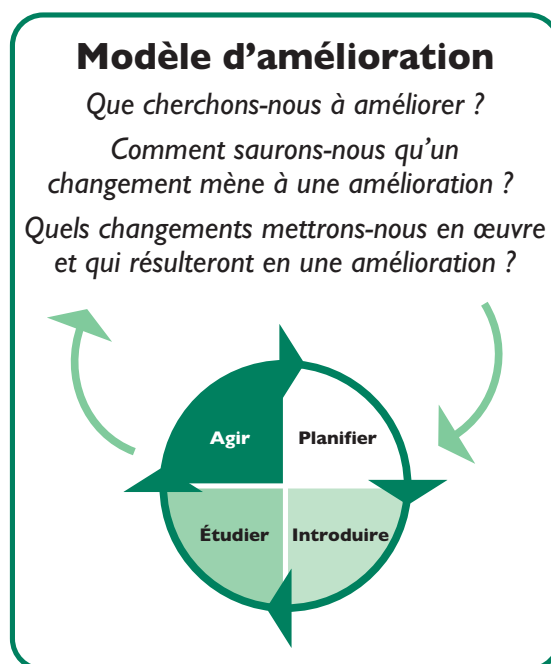 Modèle d’amélioration
Que cherchons-nous à améliorer ?
Comment saurons-nous qu’un
changement mène à une amélioration ?
Quels changements mettrons-nous en œuvre
et qui résulteront en une amélioration ?
Agir
Planifier
Étudier
Introduire